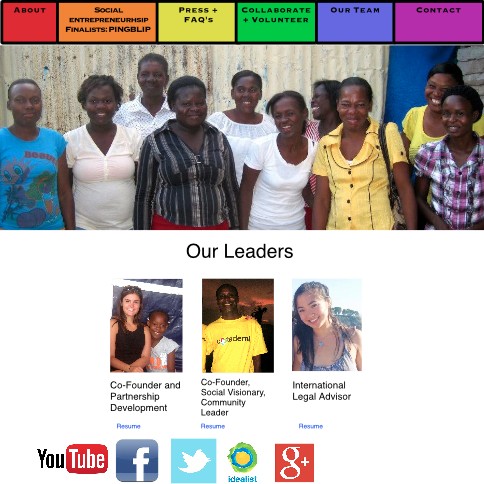 About
Social Entrepreneurhsip Finalists: PINGBLIP
Press + FAQ's
Collaborate + Volunteer
Our Team
Contact
Our Leaders
Co-Founder and
Partnership
Development
Resume
Co-Founder,
Social Visionary,
Community
Leader
Resume
International
Legal Advisor
Resume
YouTube
f
idealist
g+